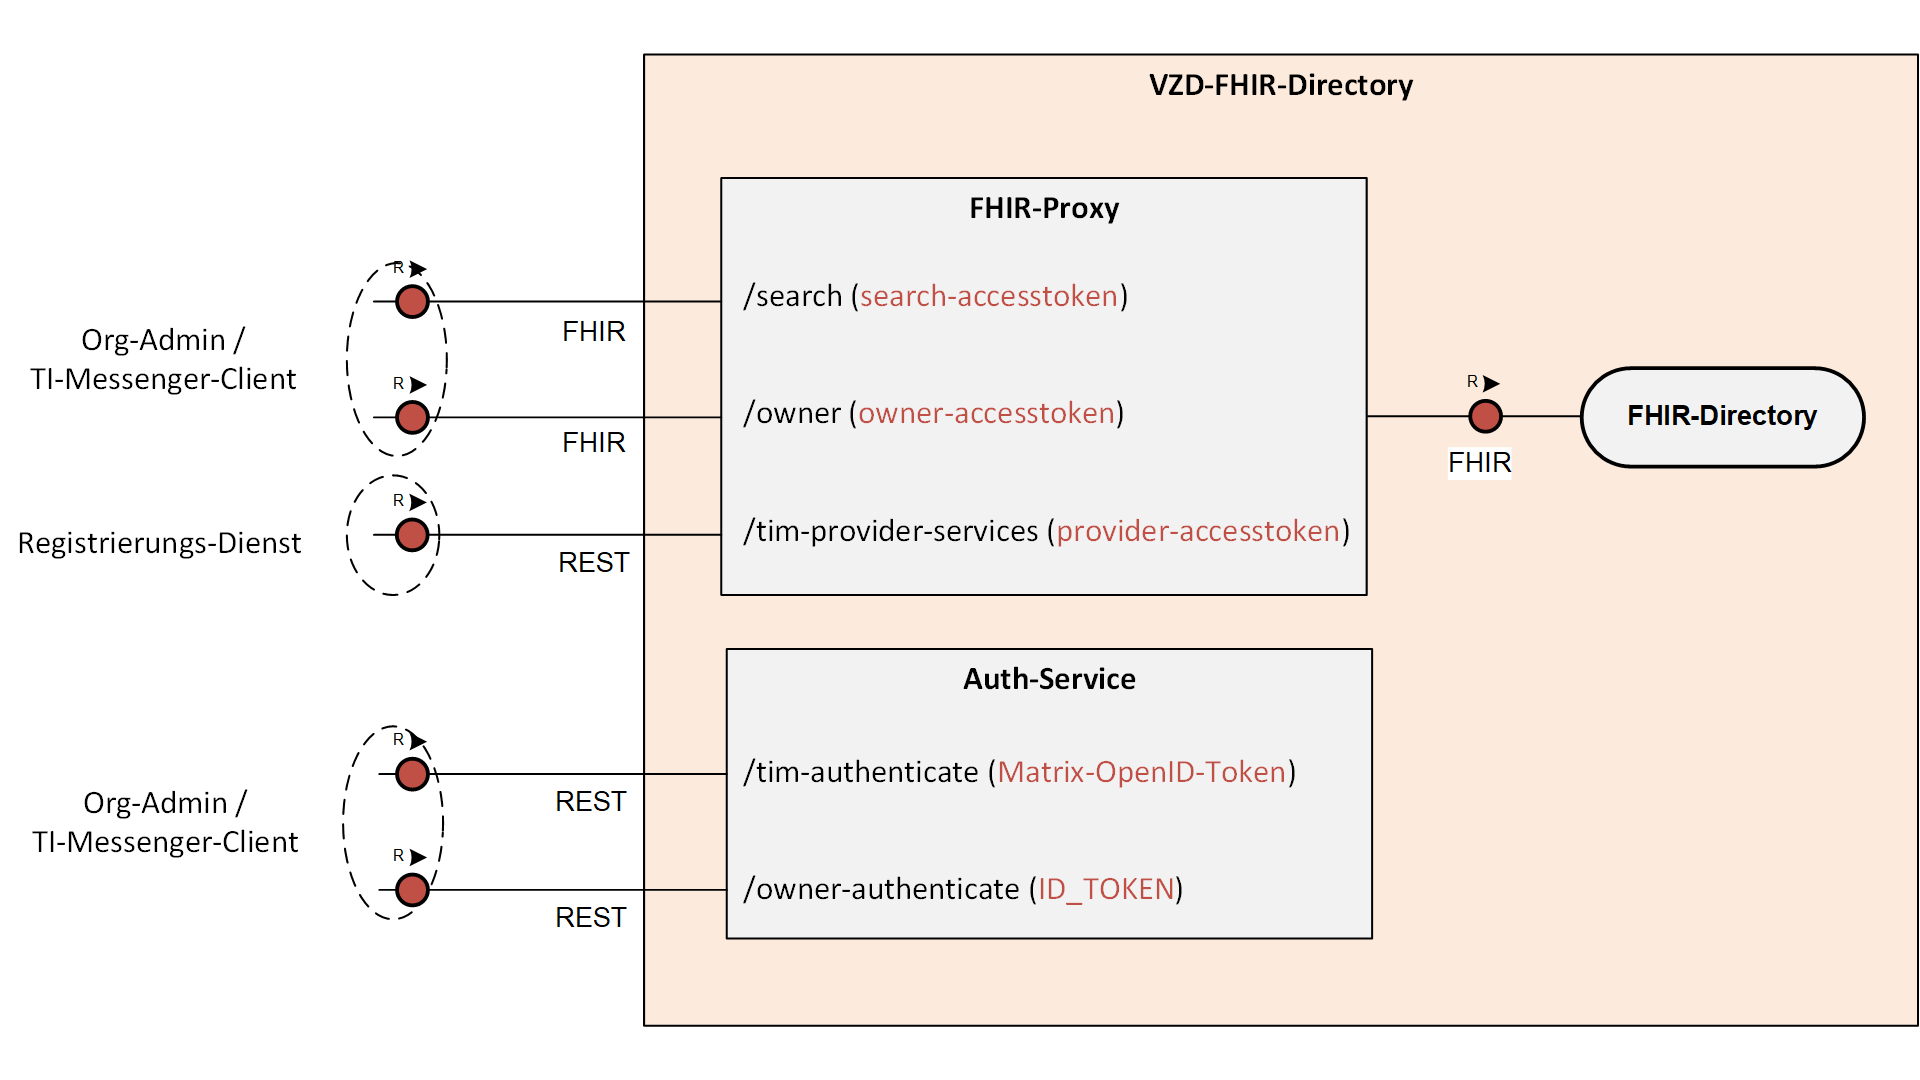 VZD-FHIR-Directory
FHIR-Proxy
R
/search (search-accesstoken)
FHIR
Org-Admin /
TI-Messenger-Client
R
/owner (owner-accesstoken)
FHIR
R
FHIR-Directory
FHIR
R
/tim-provider-services (provider-accesstoken)
Registrierungs-Dienst
REST
Auth-Service
R
/tim-authenticate (Matrix-OpenID-Token)
REST
Org-Admin /
TI-Messenger-Client
R
/owner-authenticate (ID_TOKEN)
REST